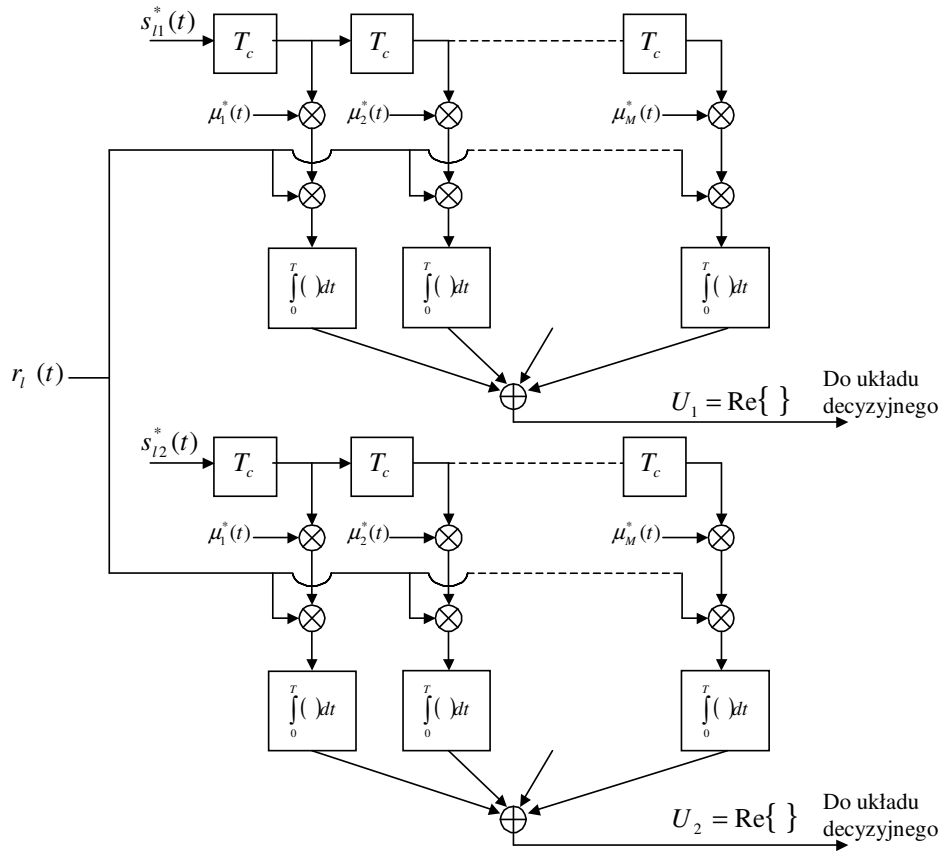 s*l1(t) Tc Tc Tc
μ*1(t) μ*2(t) μ*M(t)
∫0T( )dt ∫0T( )dt ∫0T( )dt
rl (t)
U1 = Re{ }
Do układu
decyzyjnego
s*l2(t) Tc Tc Tc
μ*1(t) μ*2(t) μ*M(t)
∫0T( )dt ∫0T( )dt ∫0T( )dt
U2 = Re{ }
Do układu
decyzyjnego